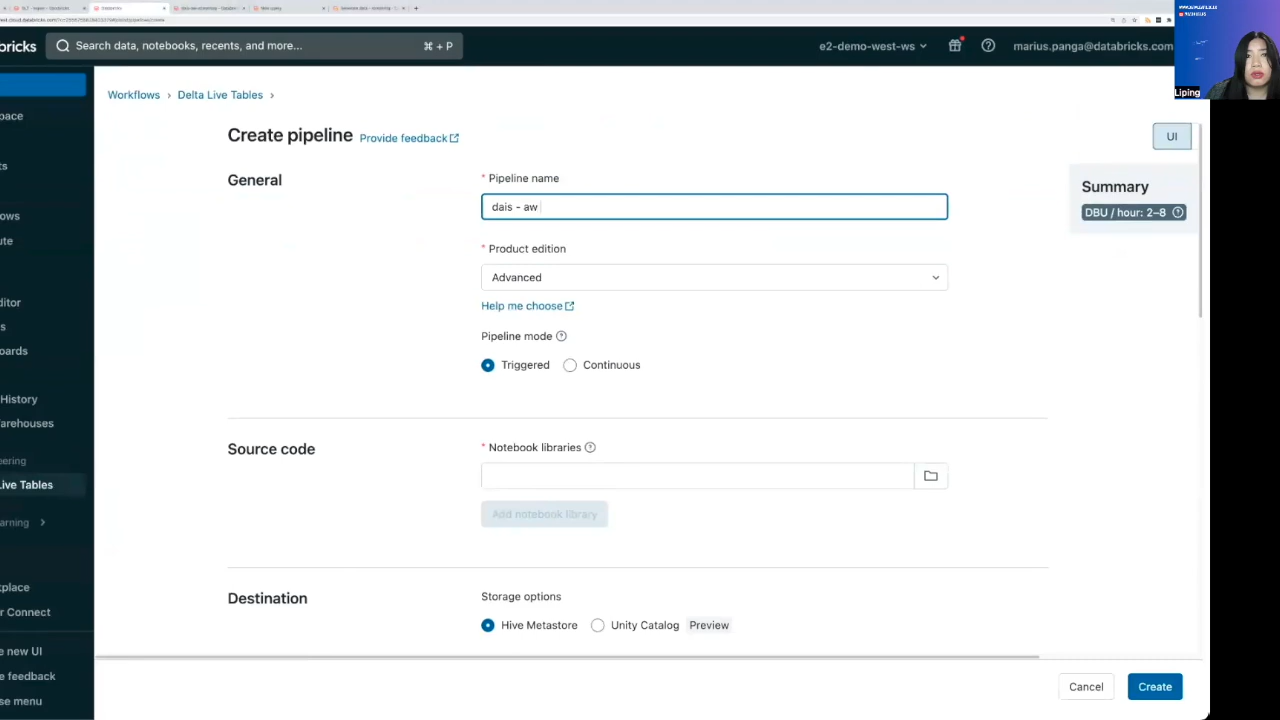 bricks
Search data, notebooks, recents, and more...
⌘ + P
e2-demo-west-ws
marius.panga@databricks.com
Liping
Workflows › Delta Live Tables ›
Create pipeline
Provide feedback
UI
General
* Pipeline name
dais - aw
Summary
DBU / hour: 2–8
* Product edition
Advanced
Help me choose
Pipeline mode
Triggered
Continuous
Source code
* Notebook libraries
Add notebook library
Destination
Storage options
Hive Metastore
Unity Catalog
Preview
Cancel
Create
pace
ts
ows
ute
ditor
s
oards
History
arehouses
eering
ive Tables
arning
tplace
r Connect
e new UI
e feedback
se menu